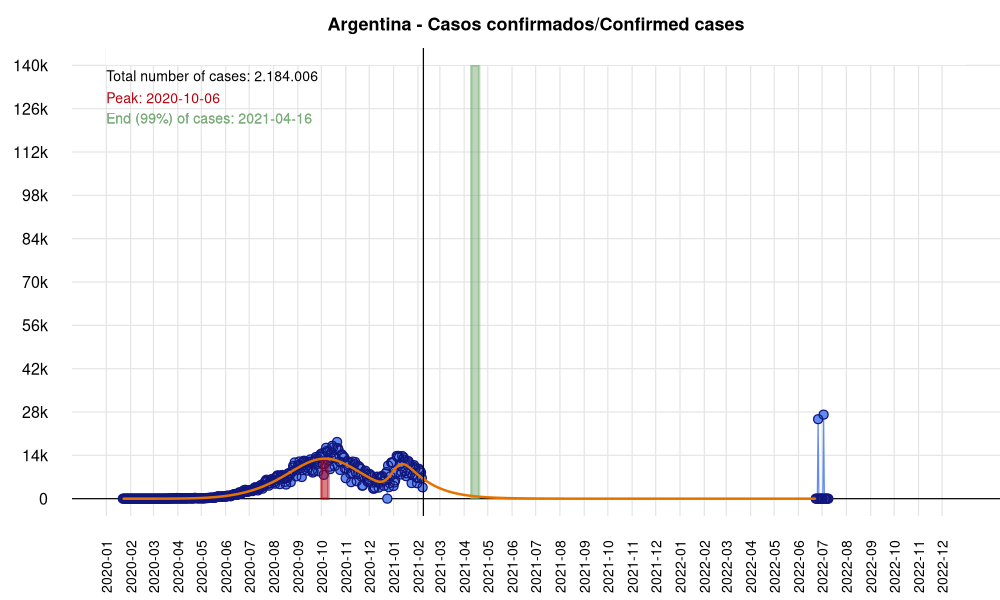 Argentina - Casos confirmados/Confirmed cases
Total number of cases: 2.184.006
Peak: 2020-10-06
End (99%) of cases: 2021-04-16
140k
126k
112k
98k
84k
70k
56k
42k
28k
14k
0
2020-01
2020-02
2020-03
2020-04
2020-05
2020-06
2020-07
2020-08
2020-09
2020-10
2020-11
2020-12
2021-01
2021-02
2021-03
2021-04
2021-05
2021-06
2021-07
2021-08
2021-09
2021-10
2021-11
2021-12
2022-01
2022-02
2022-03
2022-04
2022-05
2022-06
2022-07
2022-08
2022-09
2022-10
2022-11
2022-12